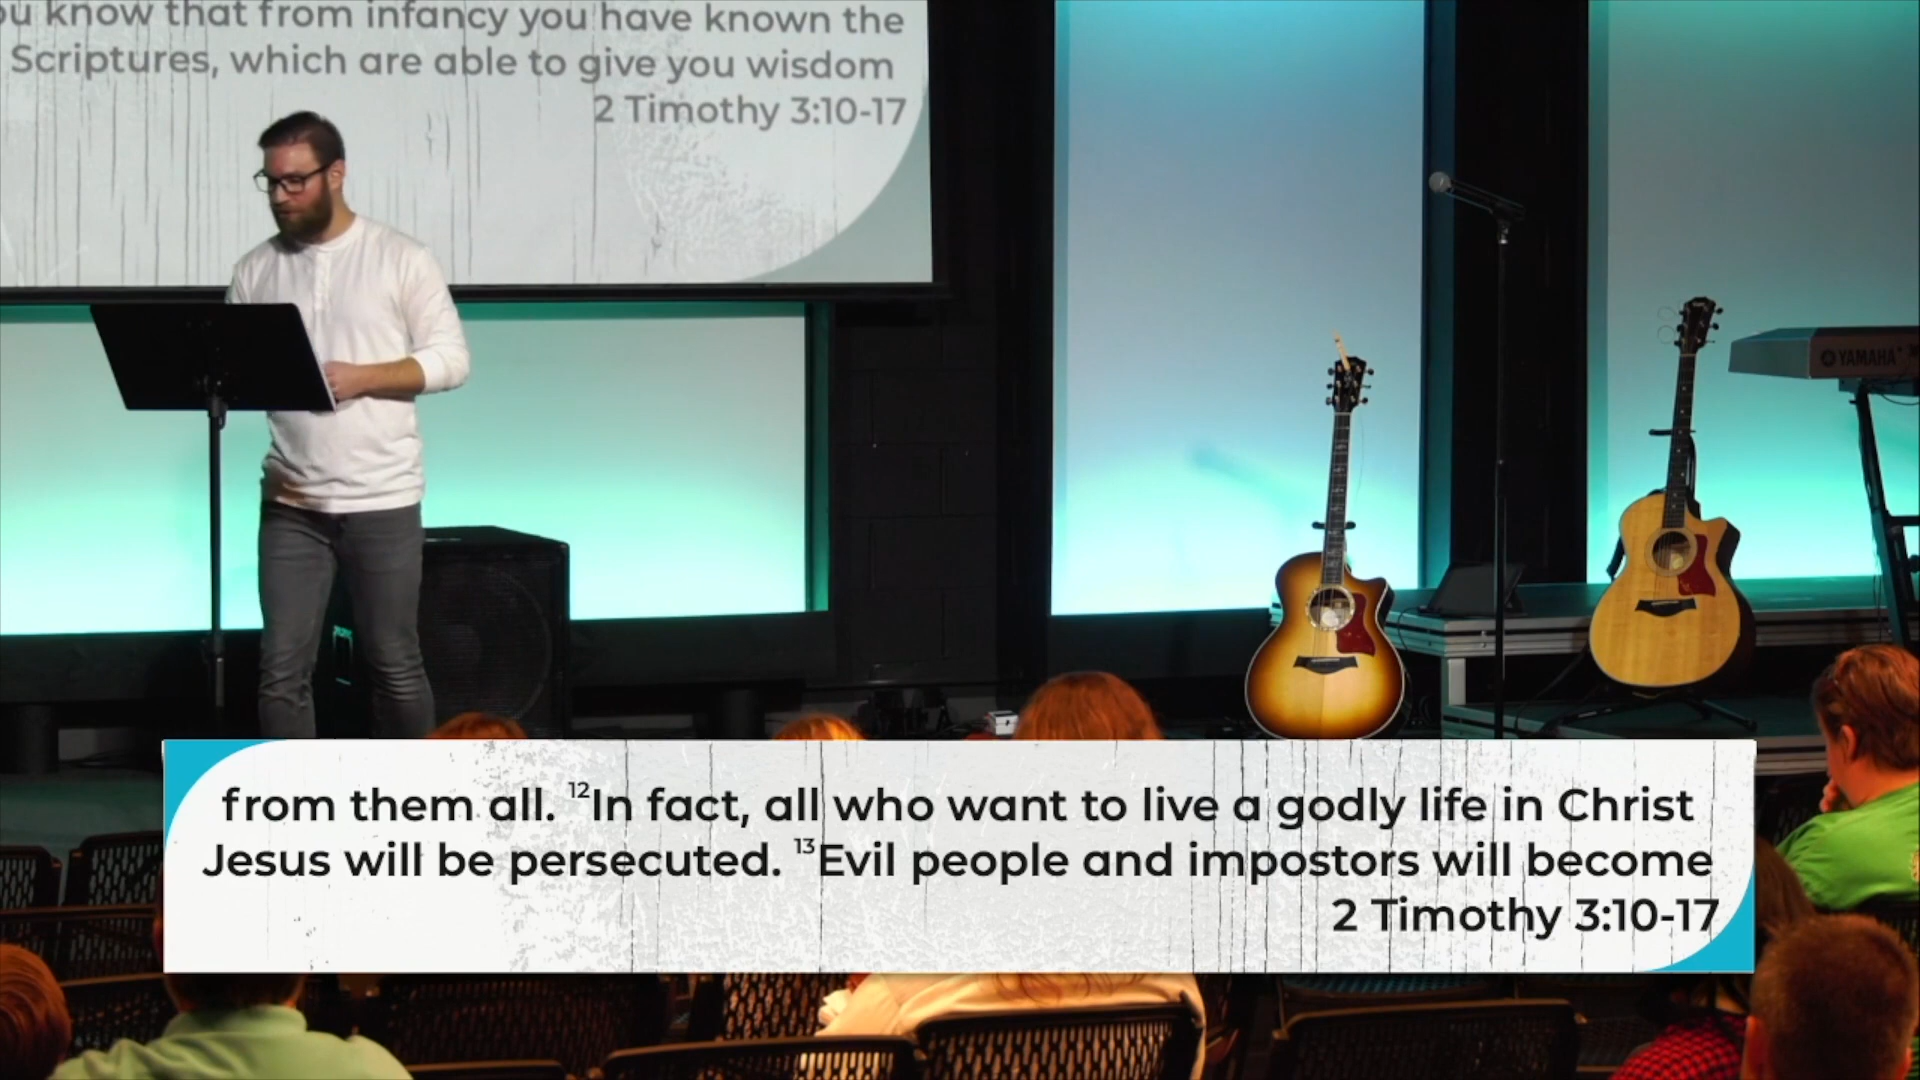 u know that from infancy you have known the
Scriptures, which are able to give you wisdom
2 Timothy 3:10-17
YAMAHA
from them all. ¹²In fact, all who want to live a godly life in Christ
Jesus will be persecuted. ¹³Evil people and impostors will become
2 Timothy 3:10-17